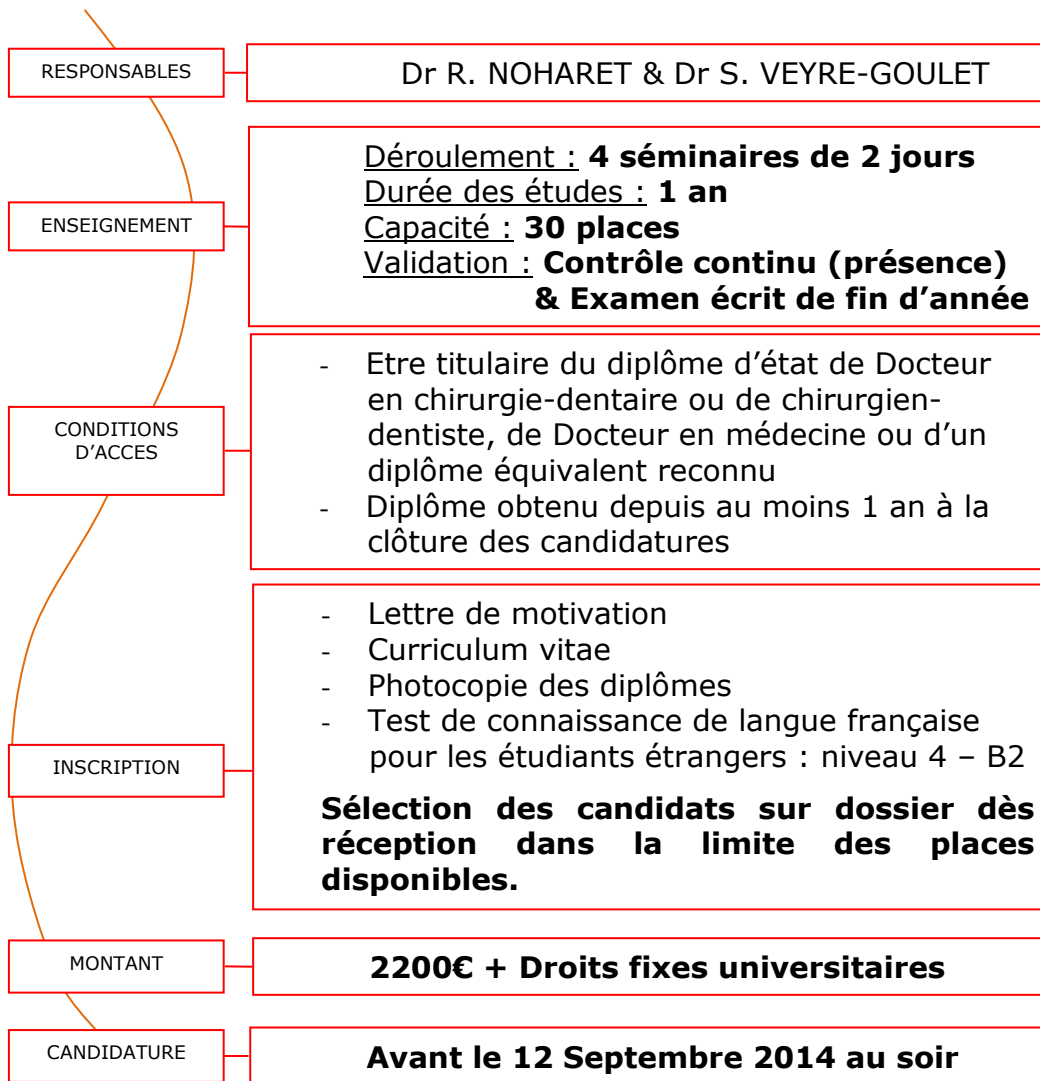 RESPONSABLES
Dr R. NOHARET & Dr S. VEYRE-GOULET
ENSEIGNEMENT
Déroulement : 4 séminaires de 2 jours
Durée des études : 1 an
Capacité : 30 places
Validation : Contrôle continu (présence)
& Examen écrit de fin d’année
CONDITIONS
D’ACCES
- Etre titulaire du diplôme d’état de Docteur
en chirurgie-dentaire ou de chirurgien-
dentiste, de Docteur en médecine ou d’un
diplôme équivalent reconnu
- Diplôme obtenu depuis au moins 1 an à la
clôture des candidatures
INSCRIPTION
- Lettre de motivation
- Curriculum vitae
- Photocopie des diplômes
- Test de connaissance de langue française
pour les étudiants étrangers : niveau 4 – B2
Sélection des candidats sur dossier dès
réception dans la limite des places
disponibles.
MONTANT
2200€ + Droits fixes universitaires
CANDIDATURE
Avant le 12 Septembre 2014 au soir